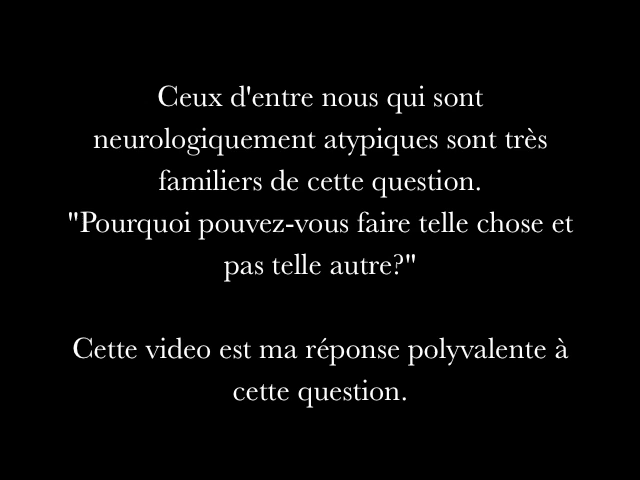 Ceux d'entre nous qui sont
neurologiquement atypiques sont très
familiers de cette question.
"Pourquoi pouvez-vous faire telle chose et
pas telle autre?"
Cette video est ma réponse polyvalente à
cette question.